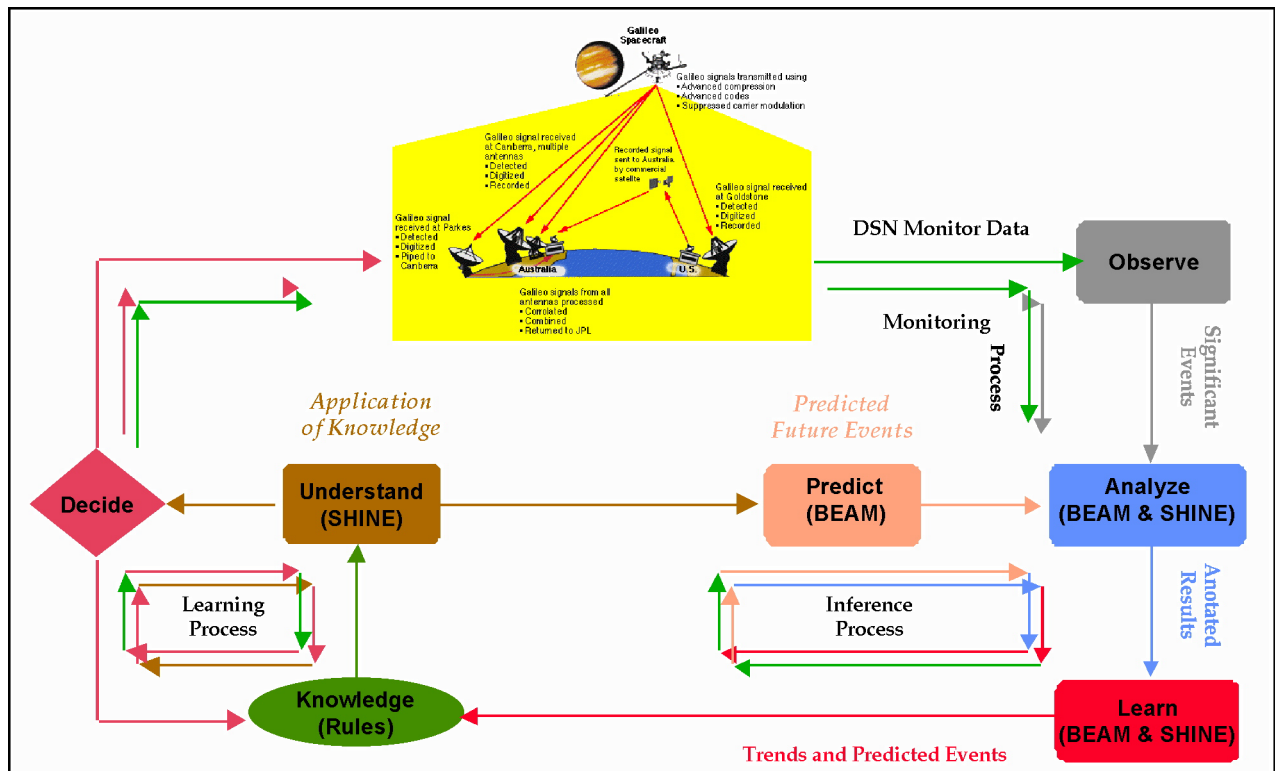 Galileo
Spacecraft
Galileo signals transmitted using
▪ Advanced compression
▪ Advanced codes
▪ Suppressed carrier modulation
Galileo signal received
at Canberra, multiple
antennas
▪ Detected
▪ Digitized
▪ Recorded
Recorded signal
sent to Australia
by commercial
satellite
Galileo signal received
at Goldstone
▪ Detected
▪ Digitized
▪ Recorded
Galileo signal
received at Parkes
▪ Detected
▪ Digitized
▪ Piped to
Canberra
Australia
U.S.
Galileo signals from all
antennas processed
▪ Correlated
▪ Combined
▪ Returned to JPL
DSN Monitor Data
Observe
Monitoring
Process
Significant
Events
Application
of Knowledge
Predicted
Future Events
Decide
Understand
(SHINE)
Predict
(BEAM)
Analyze
(BEAM & SHINE)
Learning
Process
Inference
Process
Anotated
Results
Knowledge
(Rules)
Learn
(BEAM & SHINE)
Trends and Predicted Events